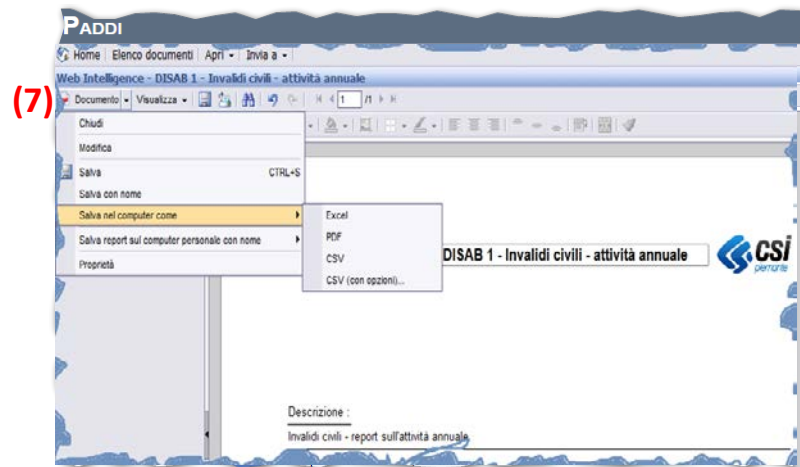 PADDI
Home Elenco documenti Apri Invia a
Web Intelligence - DISAB 1 - Invalidi civili - attività annuale
(7)
Documento Visualizza 1 /1
Chiudi
Modifica
Salva CTRL+S
Salva con nome
Salva nel computer come
Excel
Salva report sul computer personale con nome
PDF
CSV
DISAB 1 - Invalidi civili - attività annuale
csi
piemonte
Proprietà
CSV (con opzioni)...
Descrizione :
Invalidi civili - report sull'attività annuale